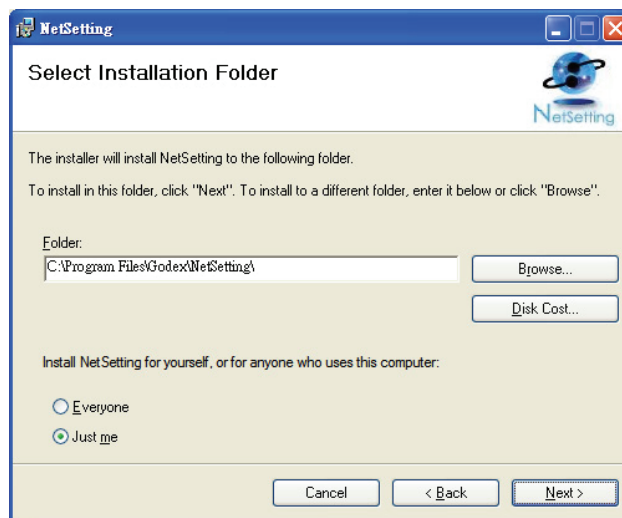 NetSetting
Select Installation Folder
NetSetting
The installer will install NetSetting to the following folder.
To install in this folder, click "Next". To install to a different folder, enter it below or click "Browse".
Folder:
C:\Program Files\Godex\NetSetting\
Browse...
Disk Cost...
Install NetSetting for yourself, or for anyone who uses this computer:
Everyone
Just me
Cancel
< Back
Next >